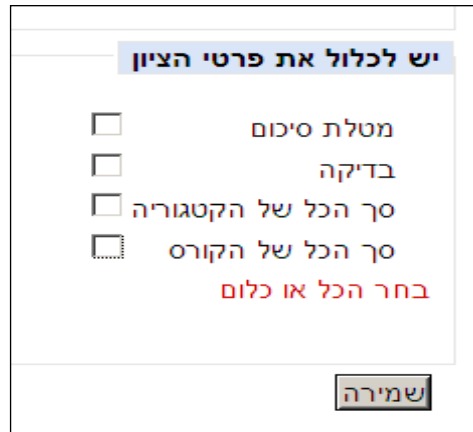 יש לכלול את פרטי הציון
מטלת סיכום
בדיקה
סך הכל של הקטגוריה
סך הכל של הקורס
בחר הכל או כלום
שמירה